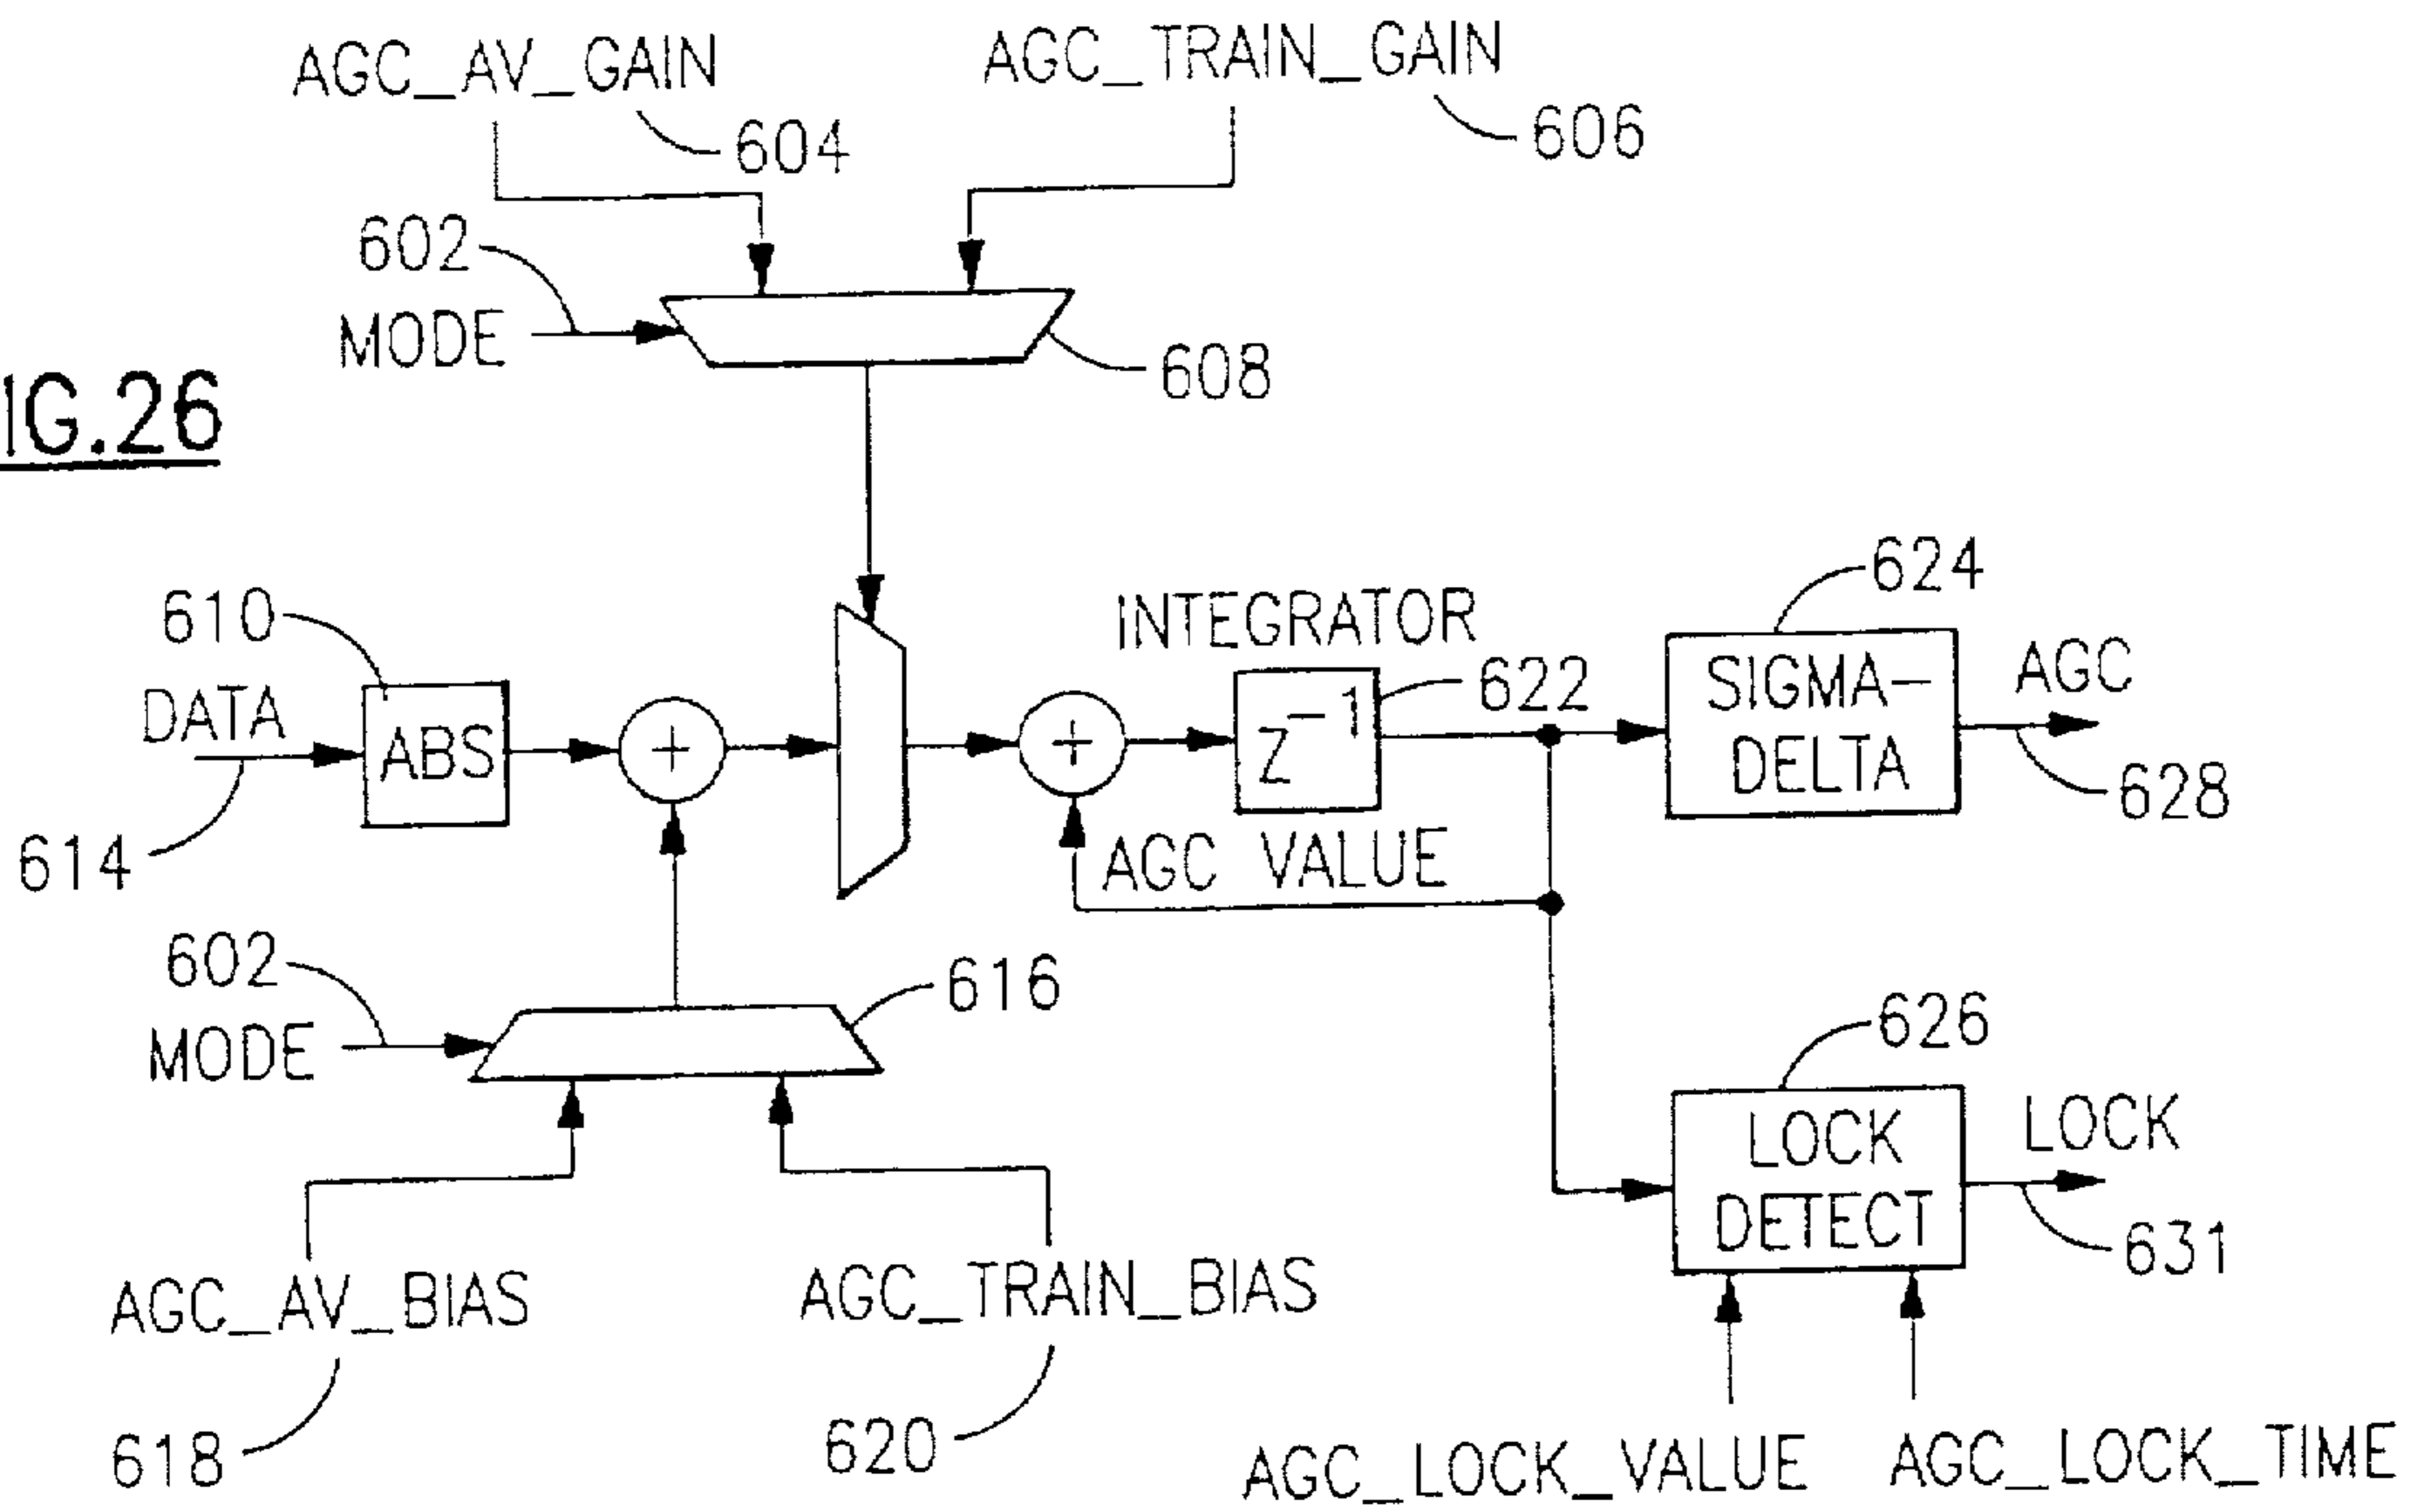 AGC_AV_GAIN
604
AGC_TRAIN_GAIN
606
602
MODE
608
IG.26
610
DATA
ABS
614
+
+
INTEGRATOR
622
Z⁻¹
AGC VALUE
624
SIGMA-
DELTA
AGC
628
602
MODE
616
626
LOCK
DETECT
LOCK
631
AGC_AV_BIAS
618
AGC_TRAIN_BIAS
620
AGC_LOCK_VALUE
AGC_LOCK_TIME